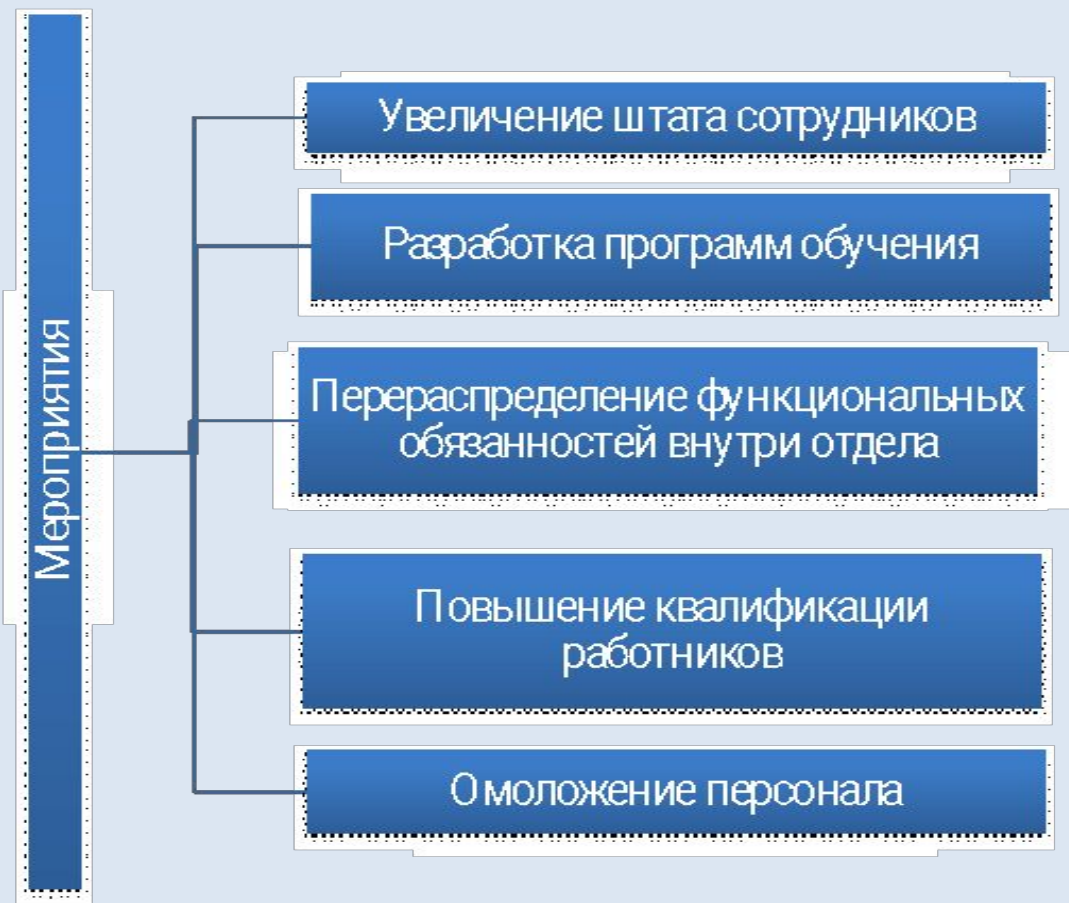 Мероприятия
Увеличение штата сотрудников
Разработка программ обучения
Перераспределение функциональных
обязанностей внутри отдела
Повышение квалификации
работников
Омоложение персонала